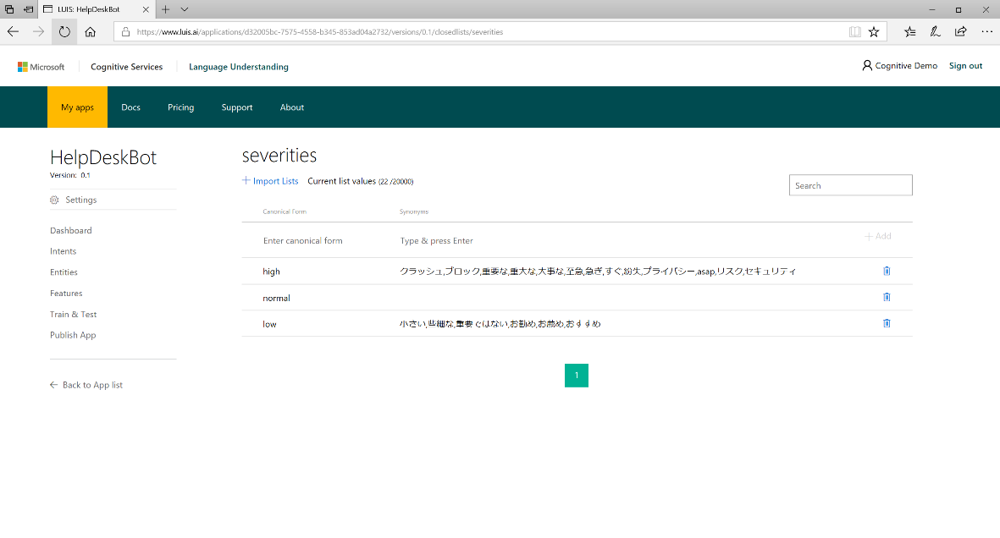 LUIS: HelpDeskBot
https://www.luis.ai/applications/d32005bc-7575-4558-b345-853ad04a2732/versions/0.1/closedlists/severities
Microsoft Cognitive Services Language Understanding Cognitive Demo Sign out
My apps Docs Pricing Support About
HelpDeskBot
Version: 0.1
Settings
Dashboard
Intents
Entities
Features
Train & Test
Publish App
Back to App list
severities
Import Lists Current list values (22 /20000)
Search
Canonical Form Synonyms
Enter canonical form Type & press Enter + Add
high クラッシュ,ブロック,重要な,重大な,大事な,至急,急ぎ,すぐ,紛失,プライバシー,asap,リスク,セキュリティ
normal
low 小さい,些細な,重要ではない,お勧め,お薦め,おすすめ
1